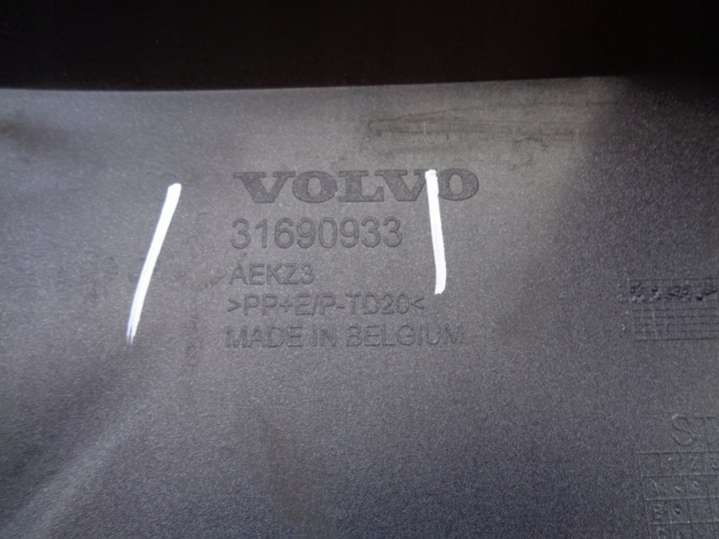 VOLVO
31690933
AEKZ3
>PP+E/P-TD20<
MADE IN BELGIUM